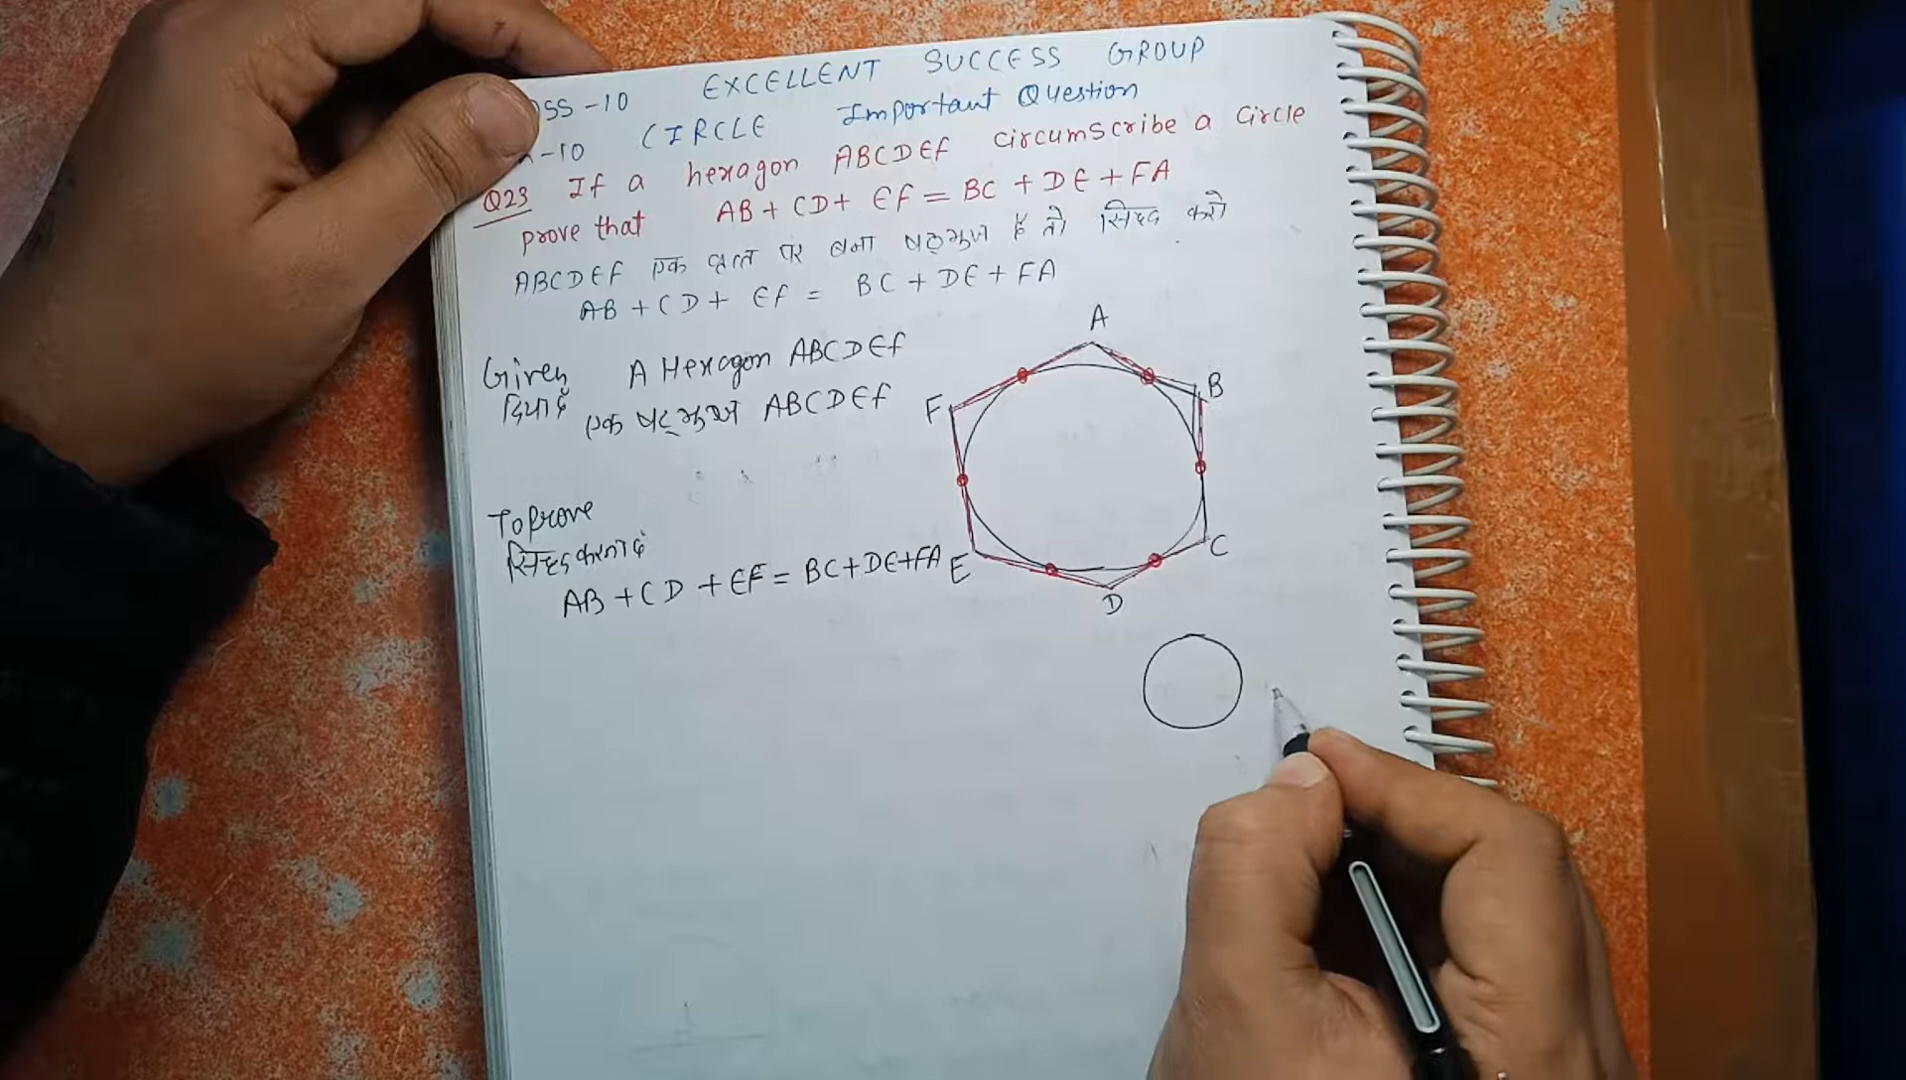 SS-10 EXCELLENT SUCCESS GROUP
-10 CIRCLE Important Question
Q23 If a hexagon ABCDEF circumscribe a circle
prove that AB + CD + EF = BC + DE + FA
ABCDEF एक वृत्त पर बना षट्भुज है तो सिद्ध करो
AB + CD + EF = BC + DE + FA
Given A Hexagon ABCDEF
दिया है एक षट्भुज ABCDEF
To prove
सिद्ध करना है
AB + CD + EF = BC + DE + FA
A
B
F
C
E
D